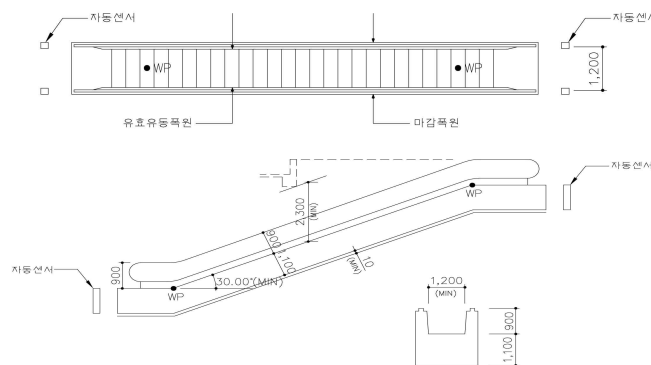 자동센서
자동센서
WP
WP
1,200
유효유동폭원
마감폭원
자동센서
WP
2,300
(MIN)
900
1,100
10
(MIN)
자동센서
900
30.00°(MIN)
WP
1,200
(MIN)
900
1,100